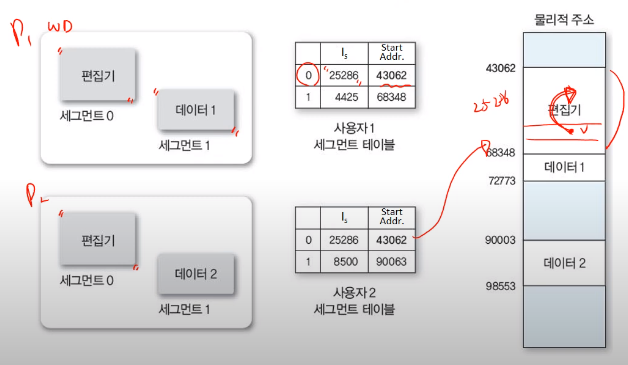 P₁ WD
편집기
세그먼트 0
데이터 1
세그먼트 1
lₛ Start Addr.
0 25286 43062
1 4425 68348
사용자 1
세그먼트 테이블
P₂
편집기
세그먼트 0
데이터 2
세그먼트 1
lₛ Start Addr.
0 25286 43062
1 8500 90063
사용자 2
세그먼트 테이블
물리적 주소
43062
편집기
68348
데이터 1
72773
90003
데이터 2
98553